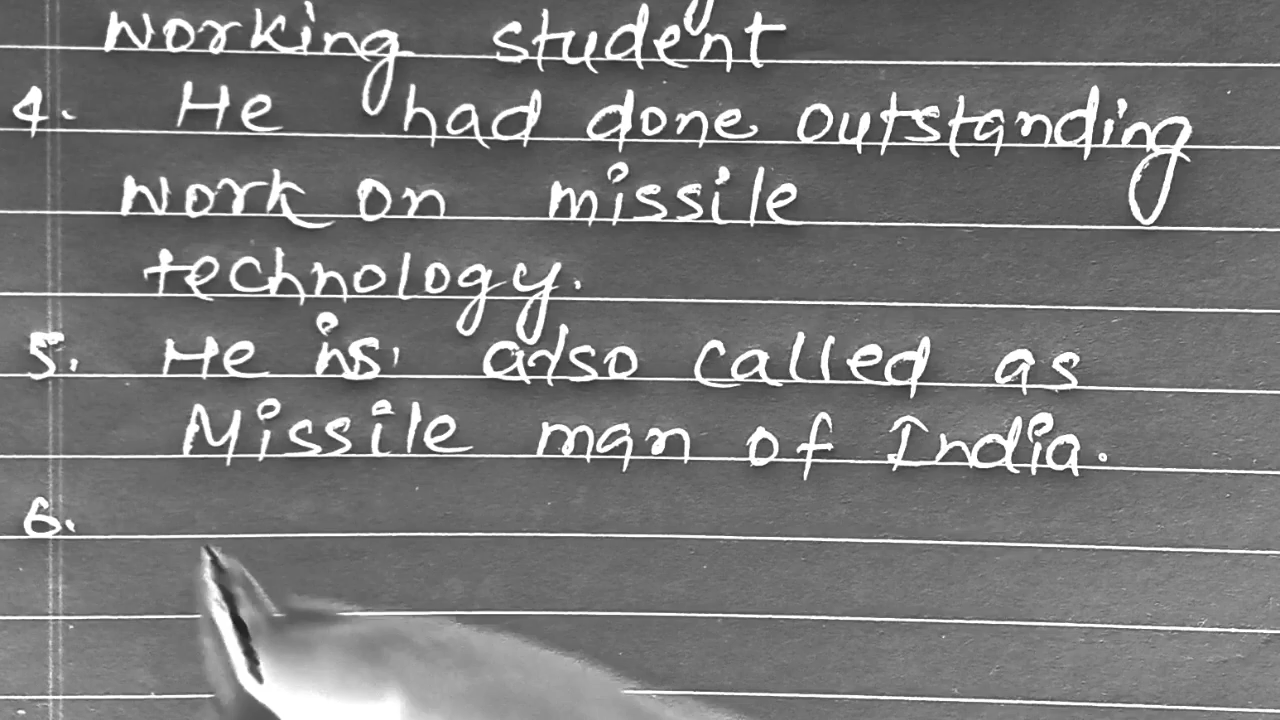 working student
4. He had done outstanding
work on missile
technology.
5. He is also called as
Missile man of India.
6.